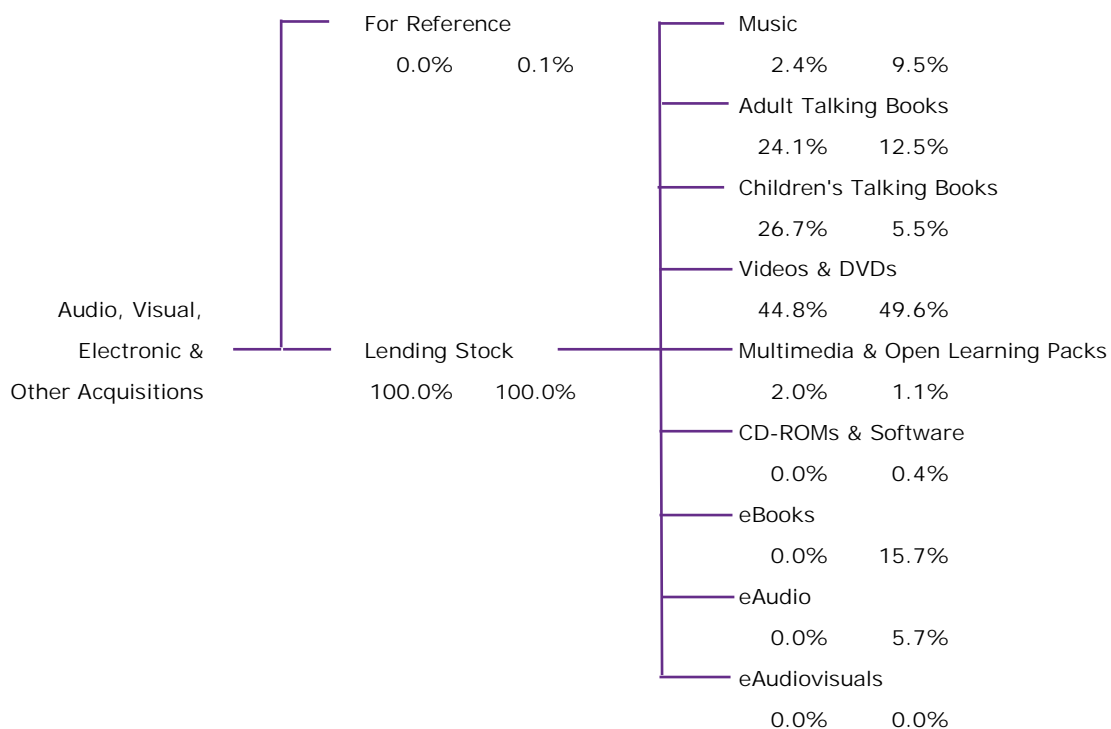 For Reference
0.0% 0.1%
Audio, Visual,
Electronic &
Other Acquisitions
Lending Stock
100.0% 100.0%
Music
2.4% 9.5%
Adult Talking Books
24.1% 12.5%
Children's Talking Books
26.7% 5.5%
Videos & DVDs
44.8% 49.6%
Multimedia & Open Learning Packs
2.0% 1.1%
CD-ROMs & Software
0.0% 0.4%
eBooks
0.0% 15.7%
eAudio
0.0% 5.7%
eAudiovisuals
0.0% 0.0%